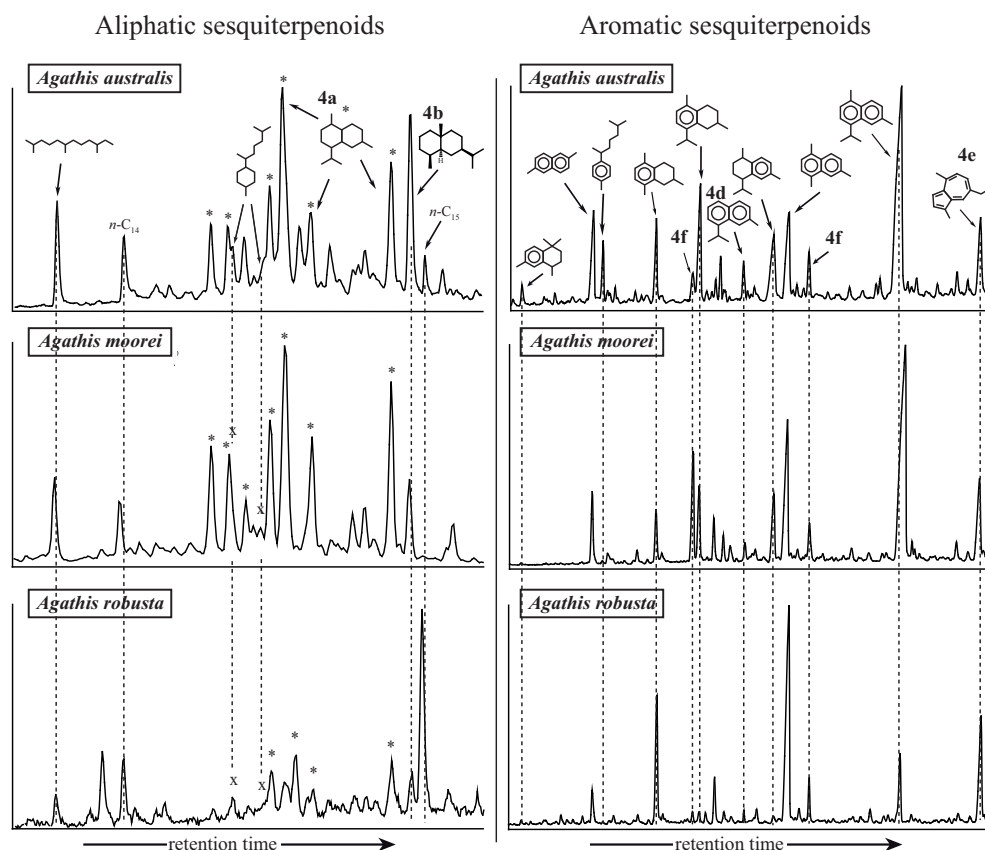 Aliphatic sesquiterpenoids
Agathis australis
*
4a
*
4b
*
*
*
*
*
*
n-C14
n-C15
H
Agathis moorei
*
*
x
*
*
x
*
*
*
Agathis robusta
x
x
*
*
*
*
retention time
Aromatic sesquiterpenoids
Agathis australis
4d
4f
4f
4e
Agathis moorei
Agathis robusta
retention time